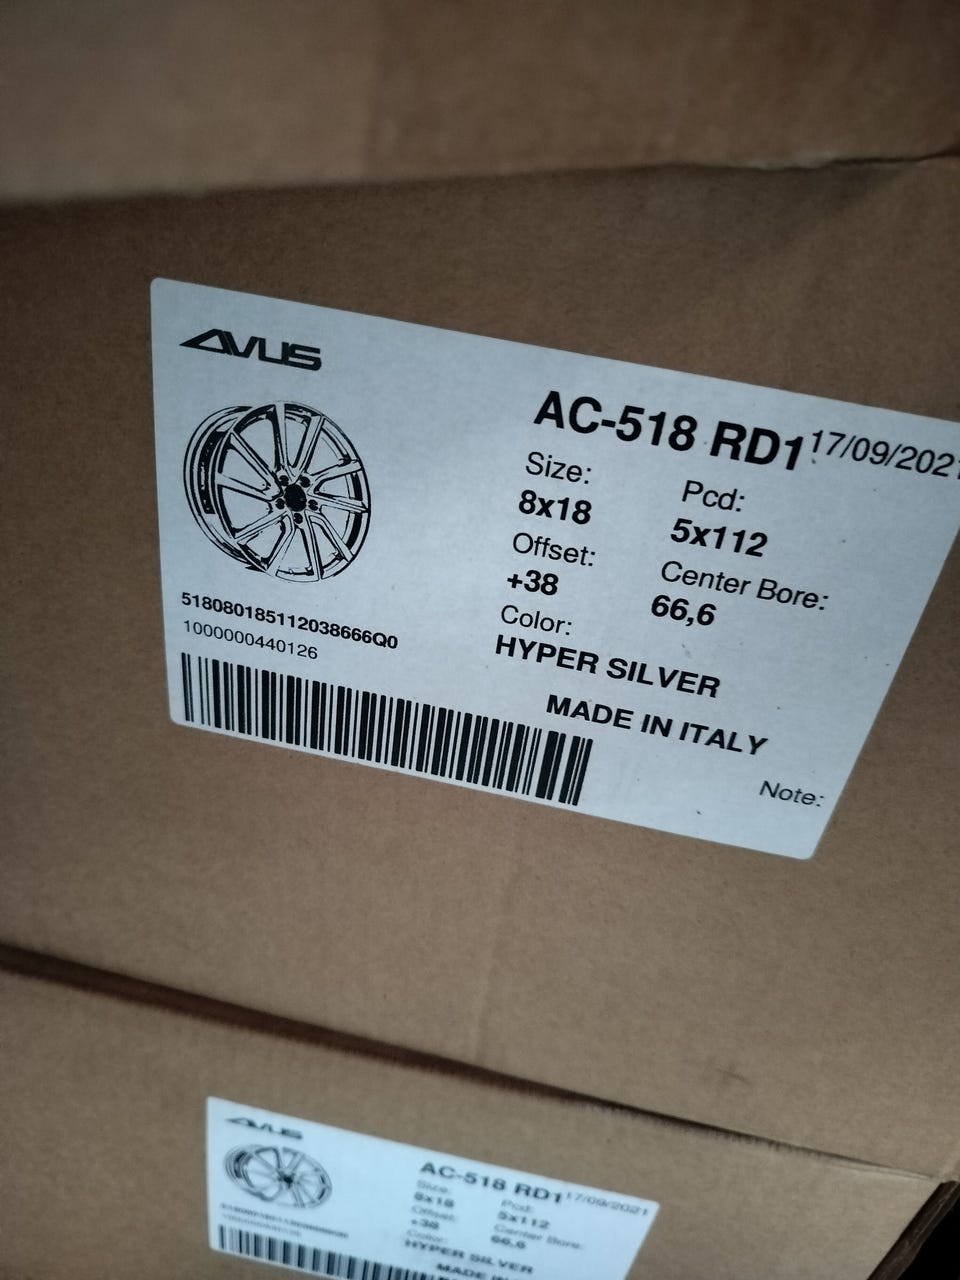 AVUS
AC-518 RD1 17/09/2021
Size: Pcd:
8x18 5x112
Offset: Center Bore:
+38 66,6
Color:
HYPER SILVER
MADE IN ITALY
518080185112038666Q0
1000000440126
Note:
AVUS
AC-518 RD1 17/09/2021
Size: Pcd:
8x18 5x112
Offset: Center Bore:
+38 66,6
Color:
HYPER SILVER
MADE IN